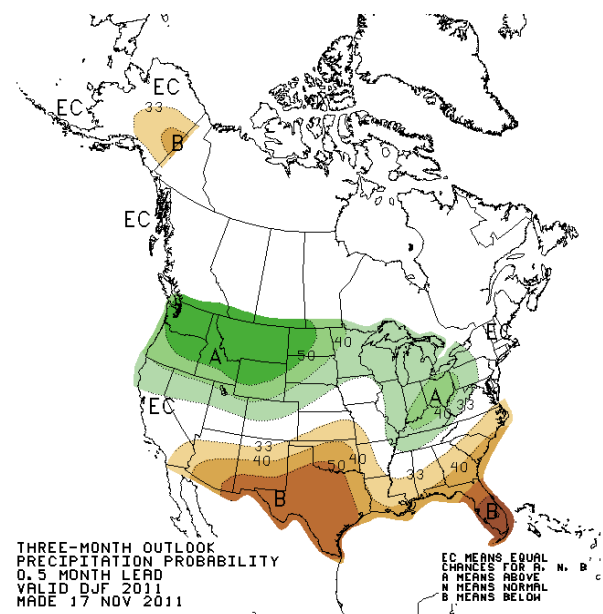 EC
33
EC
B
EC
EC
40
50
A
A
EC
33
40
33
40
50
40
40
33
B
B
THREE-MONTH OUTLOOK
PRECIPITATION PROBABILITY
0.5 MONTH LEAD
VALID DJF 2011
MADE 17 NOV 2011
EC MEANS EQUAL
CHANCES FOR A, N, B
A MEANS ABOVE
N MEANS NORMAL
B MEANS BELOW